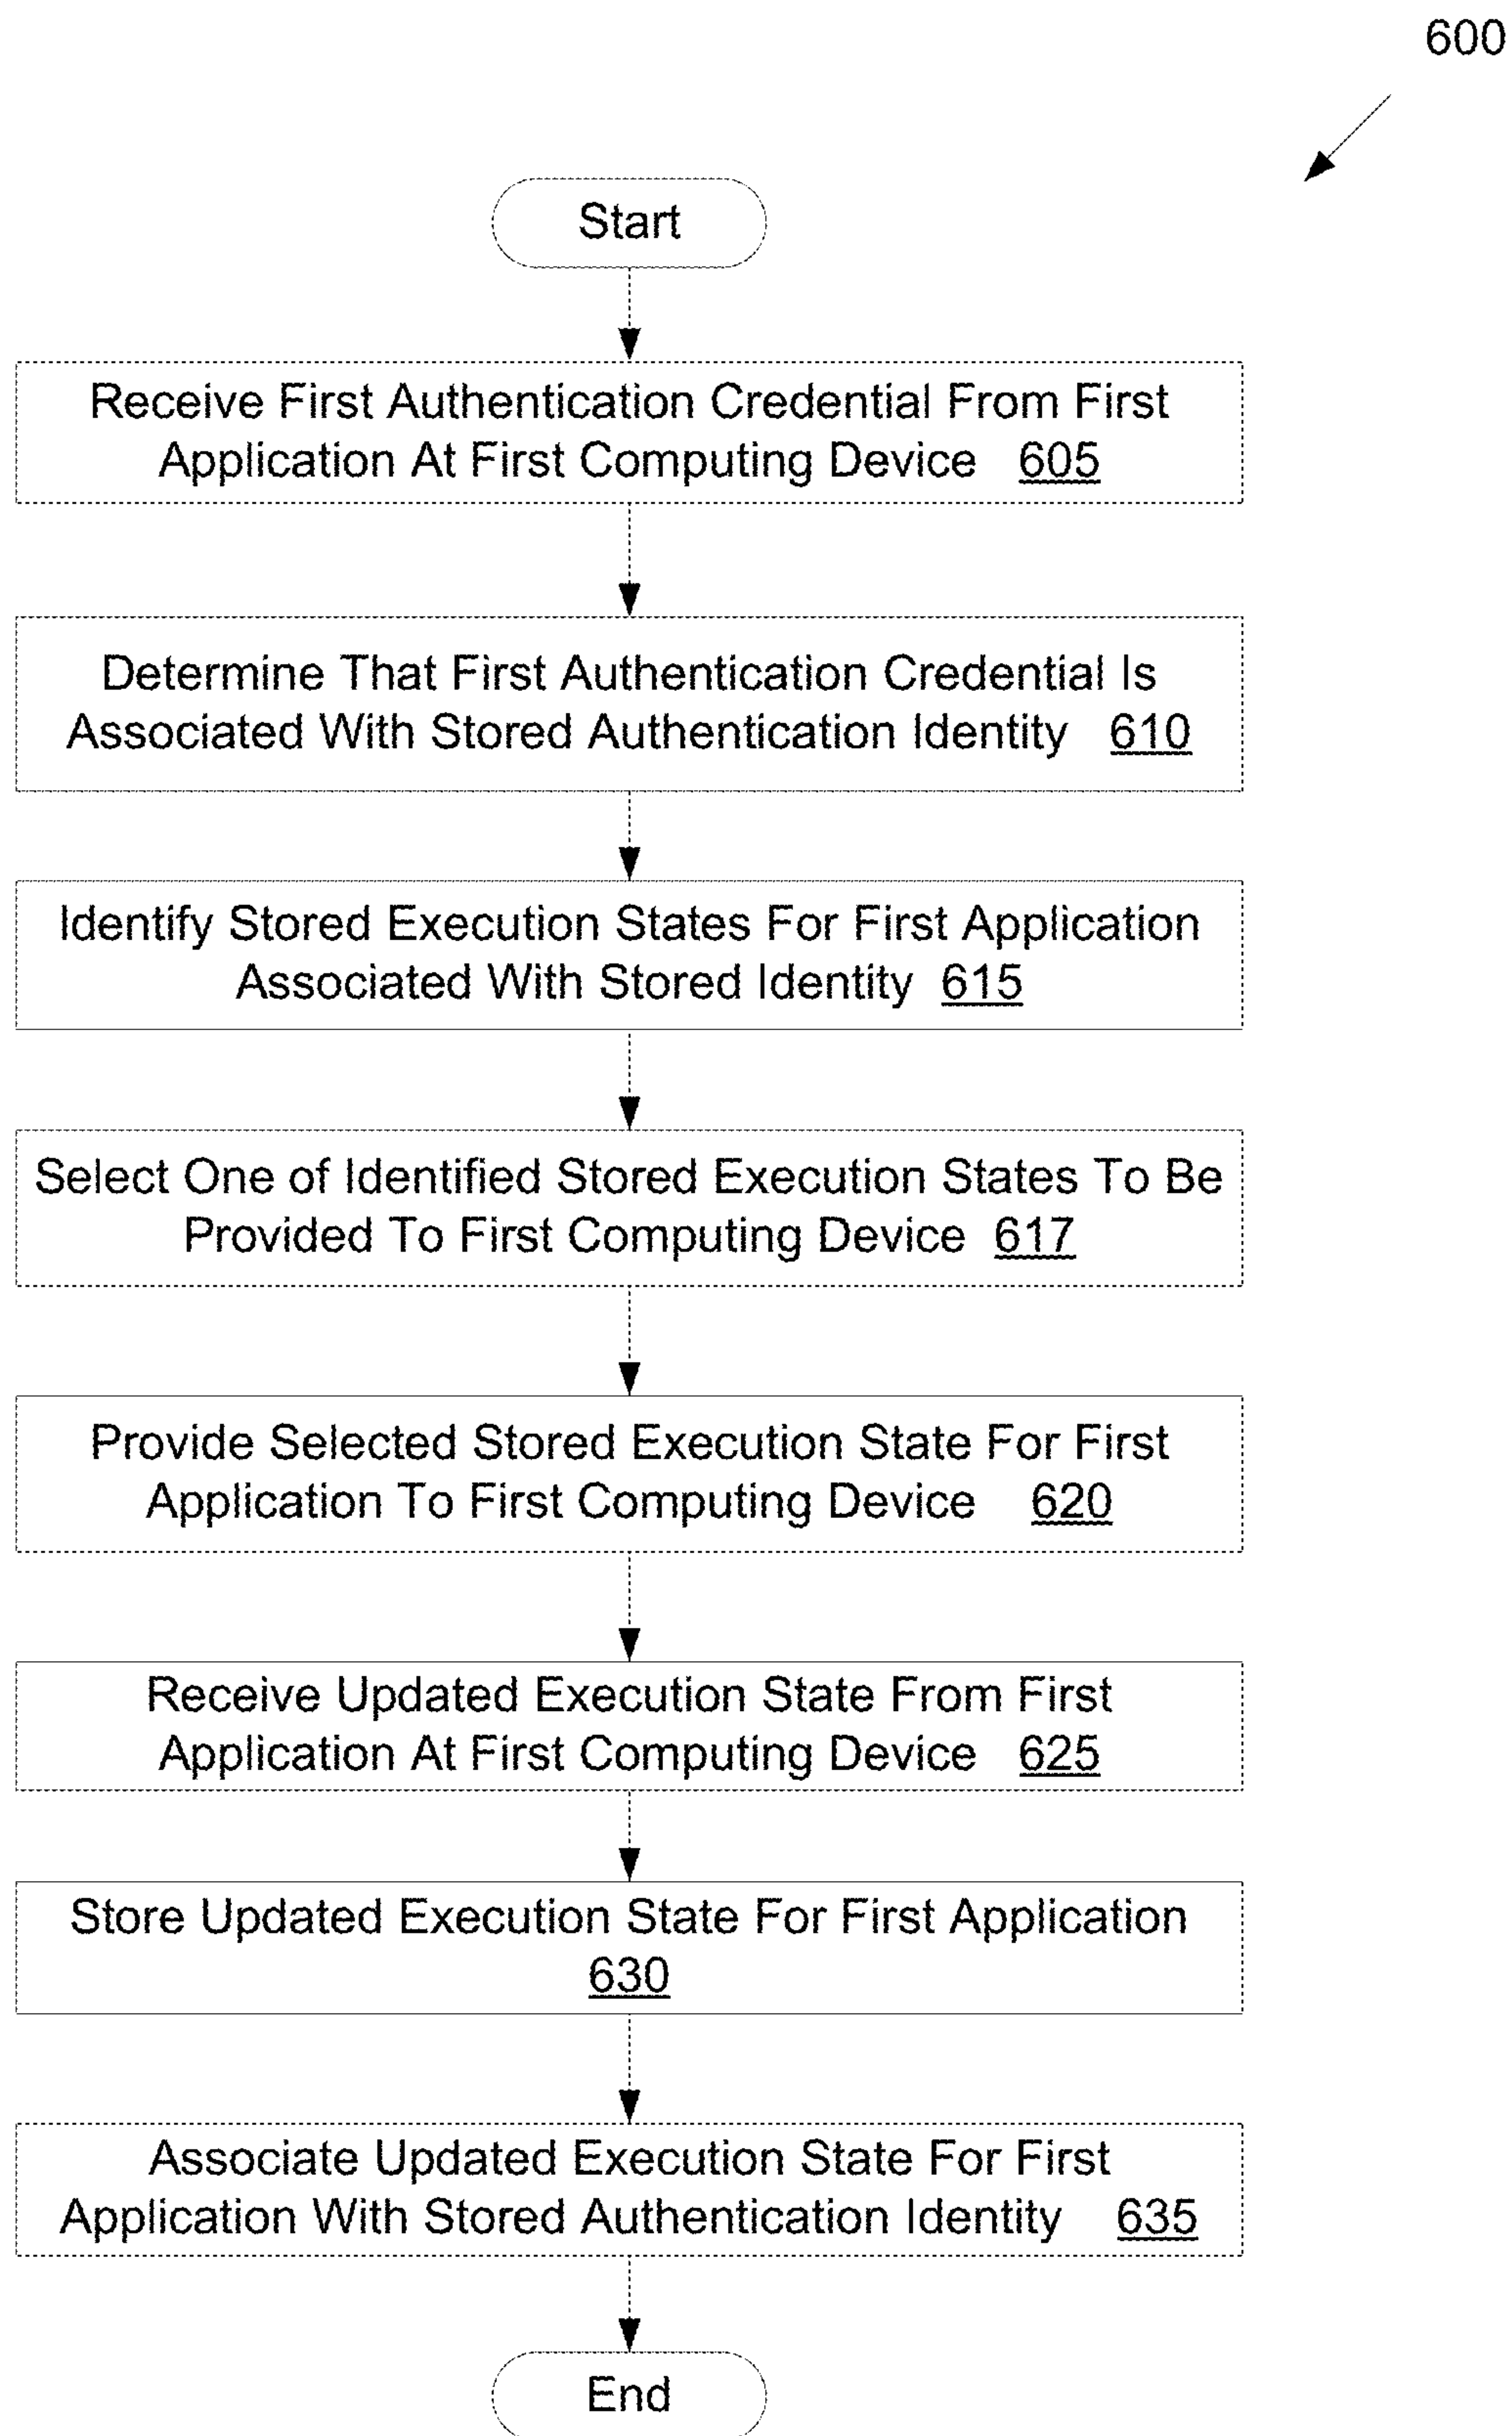 600
Start
Receive First Authentication Credential From First
Application At First Computing Device 605
Determine That First Authentication Credential Is
Associated With Stored Authentication Identity 610
Identify Stored Execution States For First Application
Associated With Stored Identity 615
Select One of Identified Stored Execution States To Be
Provided To First Computing Device 617
Provide Selected Stored Execution State For First
Application To First Computing Device 620
Receive Updated Execution State From First
Application At First Computing Device 625
Store Updated Execution State For First Application
630
Associate Updated Execution State For First
Application With Stored Authentication Identity 635
End